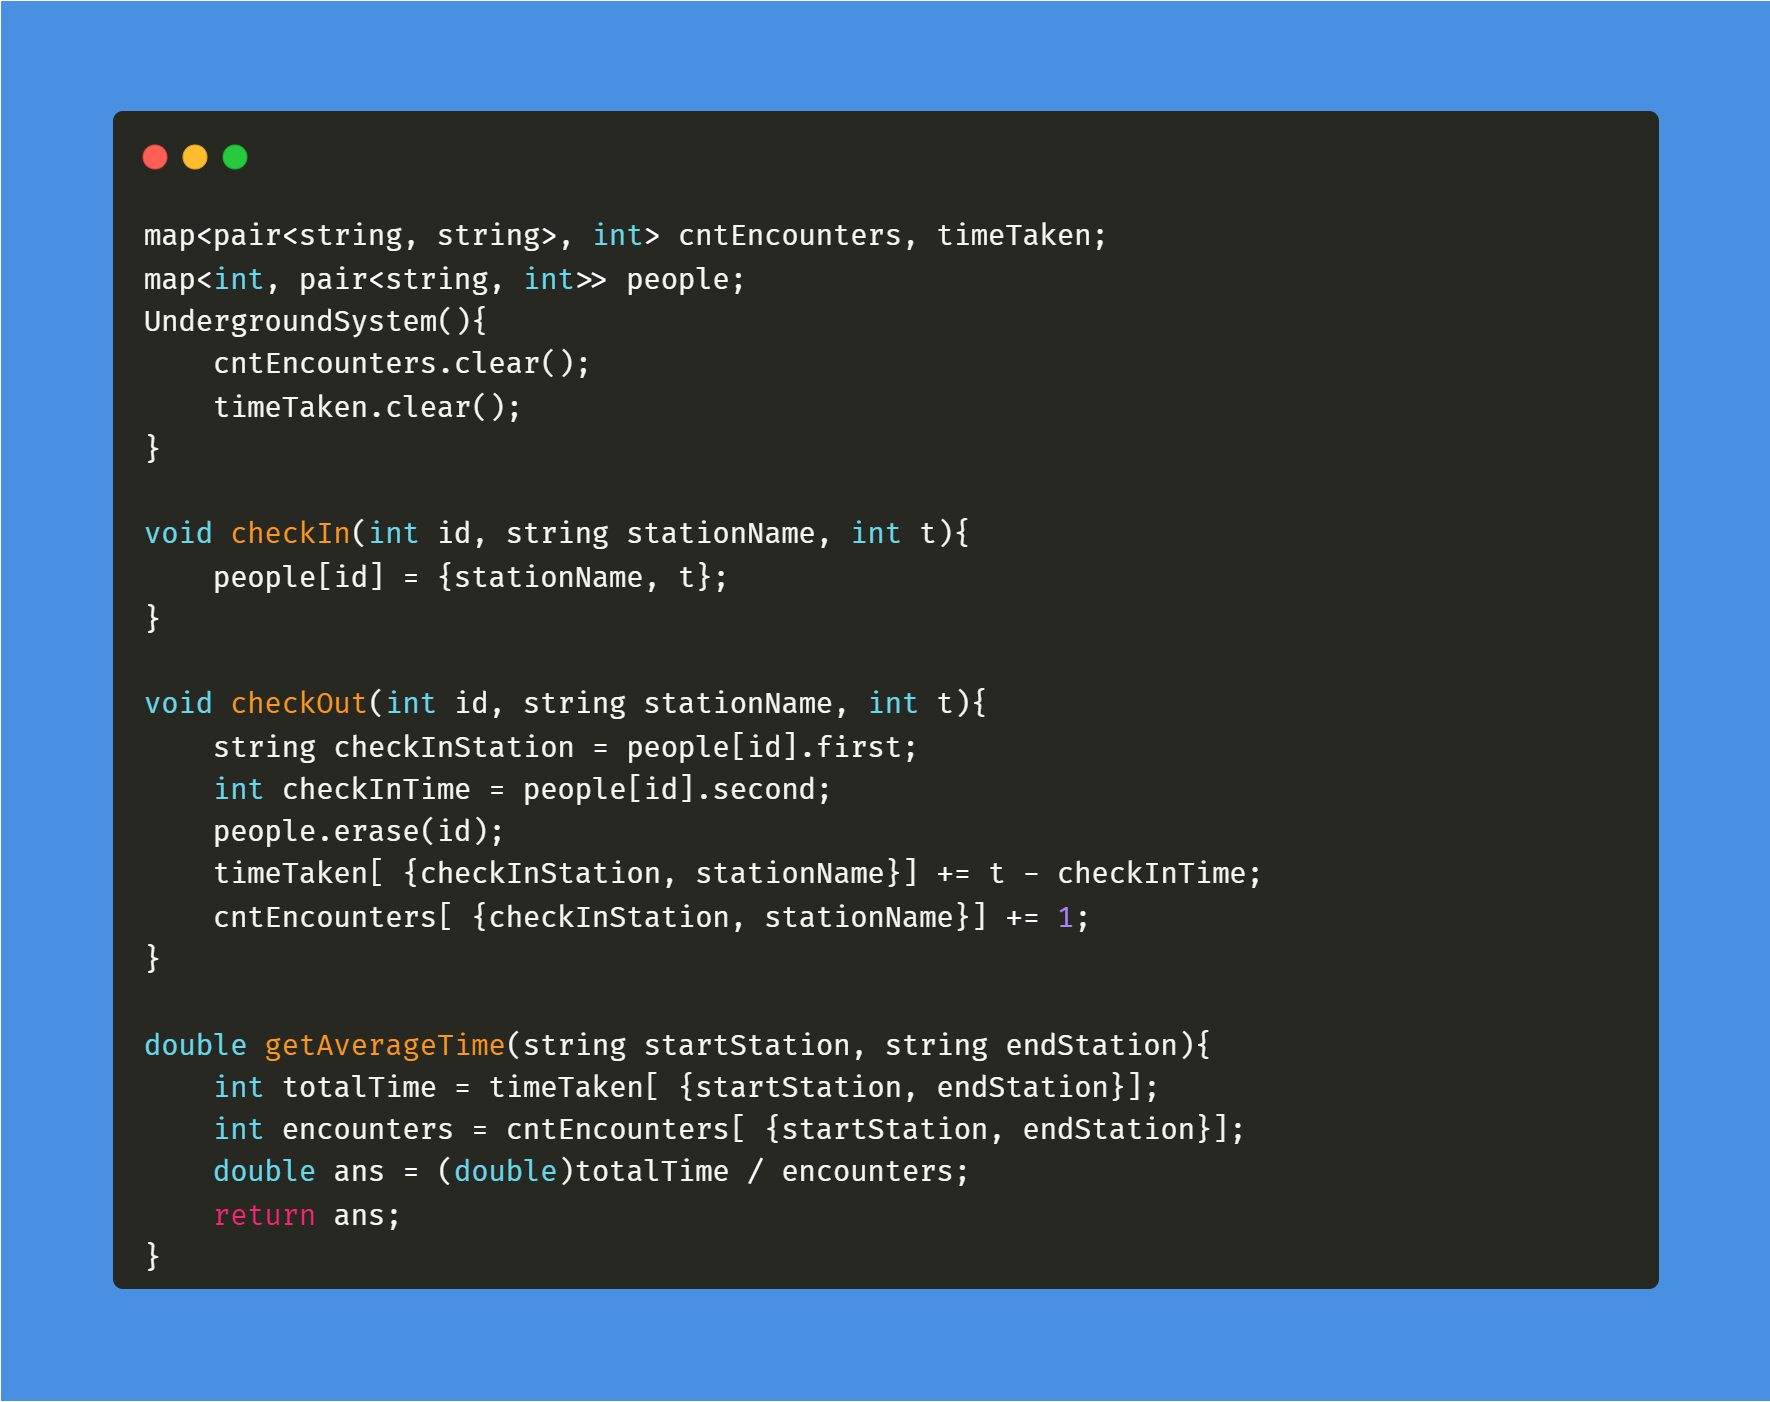 map<pair<string, string>, int> cntEncounters, timeTaken;
map<int, pair<string, int>> people;
UndergroundSystem(){
    cntEncounters.clear();
    timeTaken.clear();
}

void checkIn(int id, string stationName, int t){
    people[id] = {stationName, t};
}

void checkOut(int id, string stationName, int t){
    string checkInStation = people[id].first;
    int checkInTime = people[id].second;
    people.erase(id);
    timeTaken[ {checkInStation, stationName}] += t - checkInTime;
    cntEncounters[ {checkInStation, stationName}] += 1;
}

double getAverageTime(string startStation, string endStation){
    int totalTime = timeTaken[ {startStation, endStation}];
    int encounters = cntEncounters[ {startStation, endStation}];
    double ans = (double)totalTime / encounters;
    return ans;
}